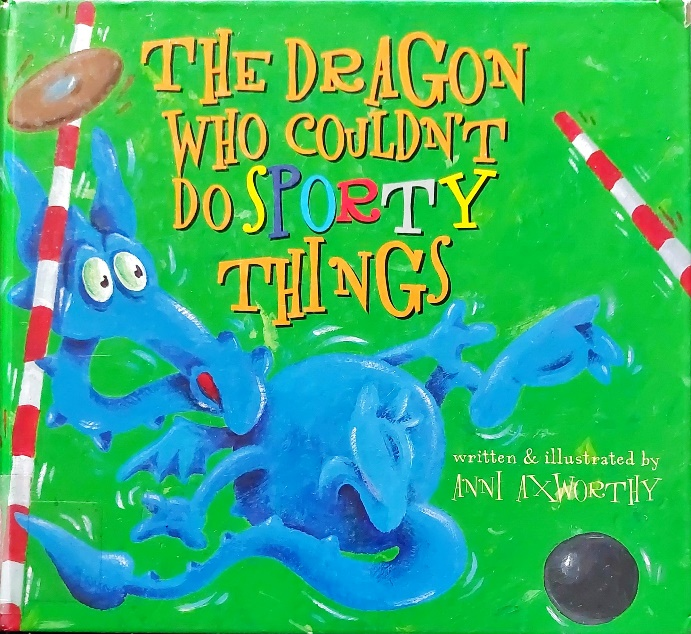 THE DRAGON
WHO COULDN'T
DO SPORTY
THINGS
written & illustrated by
ANNI AXWORTHY